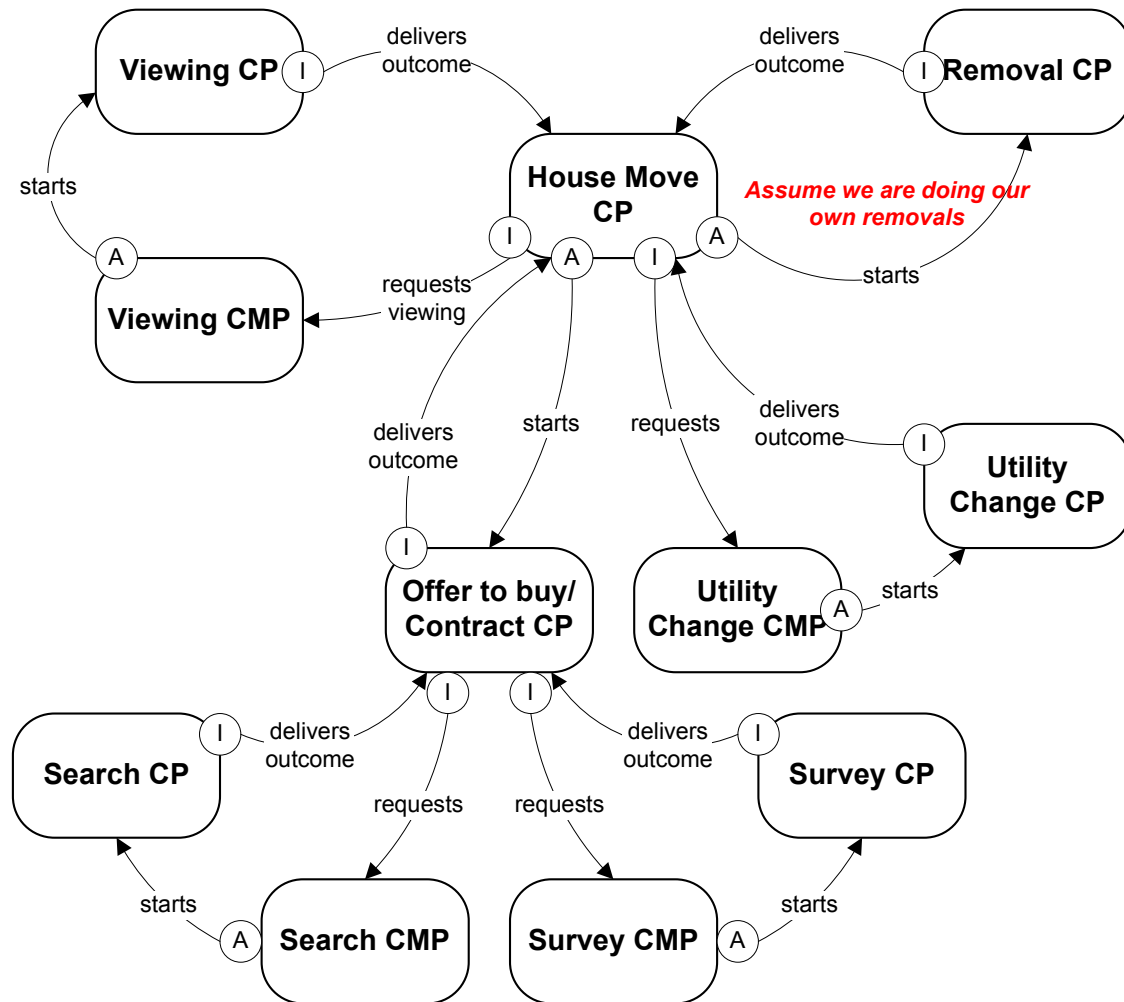 delivers
outcome
delivers
outcome
Viewing CP
I
I
Removal CP
starts
House Move
CP
Assume we are doing our
own removals
I
A
I
A
A
requests
viewing
starts
Viewing CMP
delivers
outcome
starts
requests
delivers
outcome
I
Utility
Change CP
I
Offer to buy/
Contract CP
Utility
Change CMP
A
starts
I
I
I
delivers
outcome
delivers
outcome
I
Search CP
Survey CP
requests
requests
starts
starts
A
Search CMP
Survey CMP
A